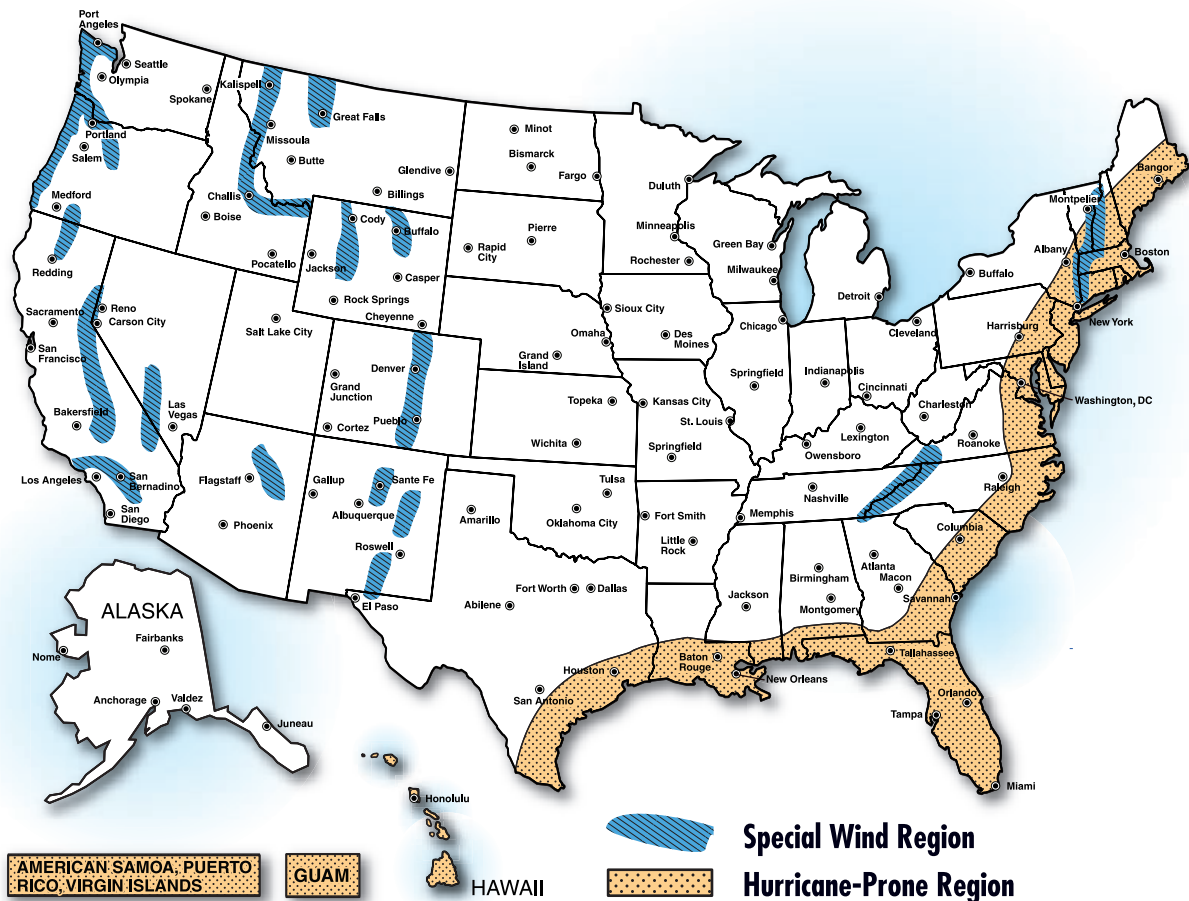 Port
Angeles
Seattle
Olympia
Spokane
Kalispell
Great Falls
Portland
Salem
Missoula
Butte
Glendive
Billings
Minot
Bismarck
Fargo
Duluth
Bangor
Medford
Challis
Boise
Cody
Buffalo
Pierre
Rapid
City
Minneapolis
Rochester
Green Bay
Milwaukee
Montpelier
Albany
Boston
Buffalo
Redding
Pocatello
Jackson
Casper
Rock Springs
Cheyenne
Sioux City
Detroit
Chicago
Cleveland
Harrisburg
New York
Sacramento
Reno
Carson City
Salt Lake City
Omaha
Des
Moines
San
Francisco
Grand
Island
Denver
Grand
Junction
Springfield
Indianapolis
Cincinnati
Washington, DC
Bakersfield
Las
Vegas
Pueblo
Cortez
Topeka
Kansas City
St. Louis
Charleston
Lexington
Roanoke
Wichita
Springfield
Owensboro
Los Angeles
San
Bernadino
San
Diego
Flagstaff
Phoenix
Gallup
Sante Fe
Albuquerque
Roswell
El Paso
Amarillo
Tulsa
Oklahoma City
Fort Smith
Little
Rock
Nashville
Memphis
Raleigh
Columbia
Atlanta
Macon
Birmingham
Montgomery
Savannah
Jackson
Fort Worth
Dallas
Abilene
ALASKA
Fairbanks
Nome
Anchorage
Valdez
Juneau
Houston
San Antonio
Baton
Rouge
New Orleans
Tallahassee
Orlando
Tampa
Miami
Honolulu
HAWAII
AMERICAN SAMOA, PUERTO
RICO, VIRGIN ISLANDS
GUAM
Special Wind Region
Hurricane-Prone Region